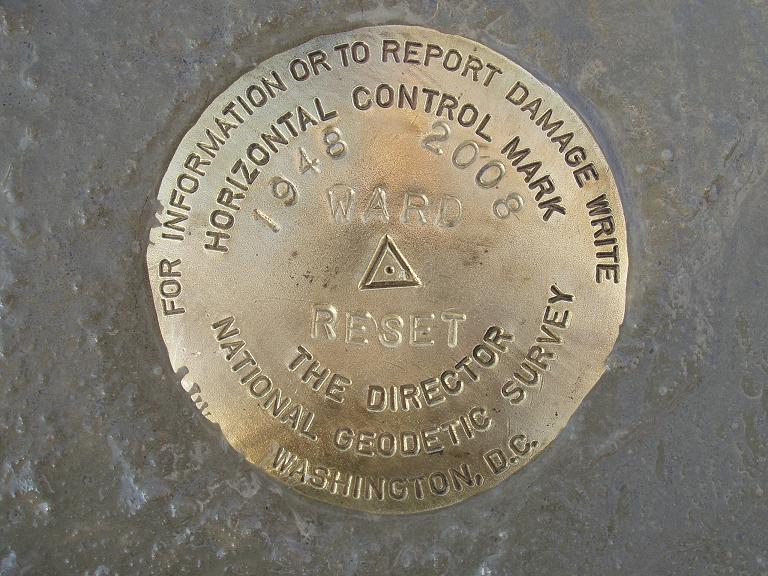 FOR INFORMATION OR TO REPORT DAMAGE WRITE
HORIZONTAL CONTROL MARK
1948 2008
WARD
RESET
THE DIRECTOR
NATIONAL GEODETIC SURVEY
WASHINGTON, D.C.